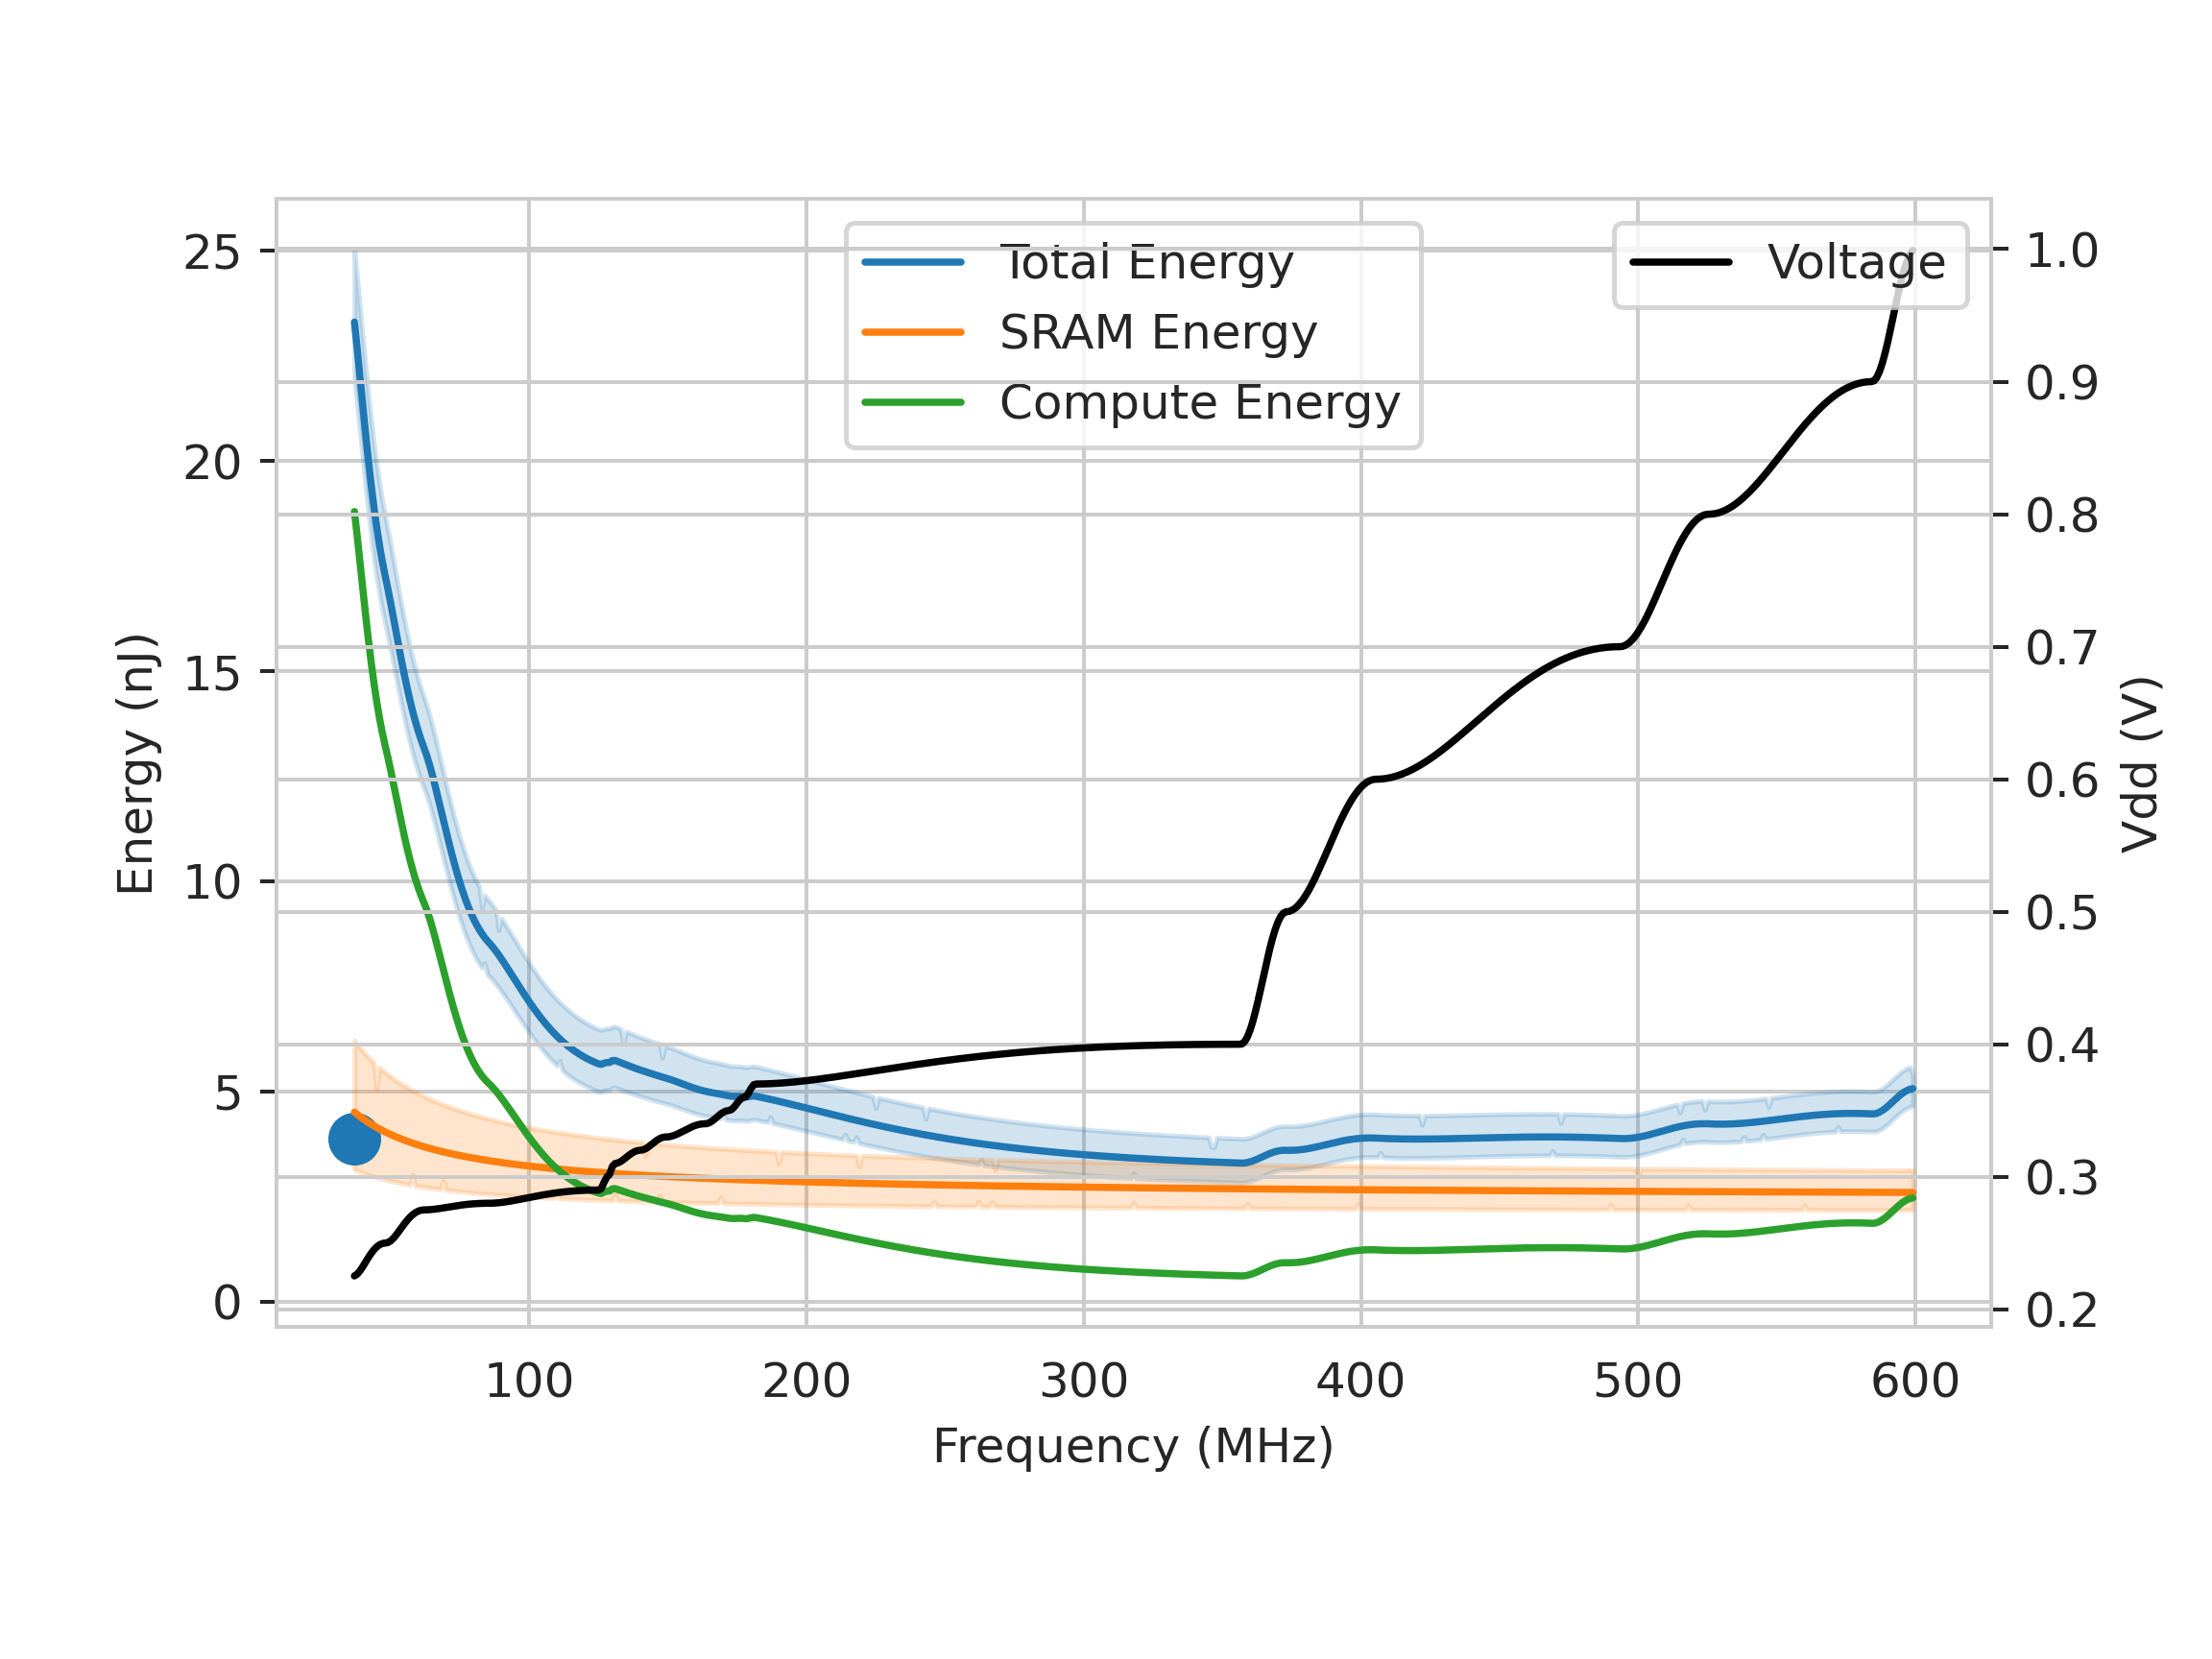 Total Energy
SRAM Energy
Compute Energy
Voltage
25
20
15
10
5
0
Energy (nJ)
1.0
0.9
0.8
0.7
0.6
0.5
0.4
0.3
0.2
Vdd (V)
100 200 300 400 500 600
Frequency (MHz)